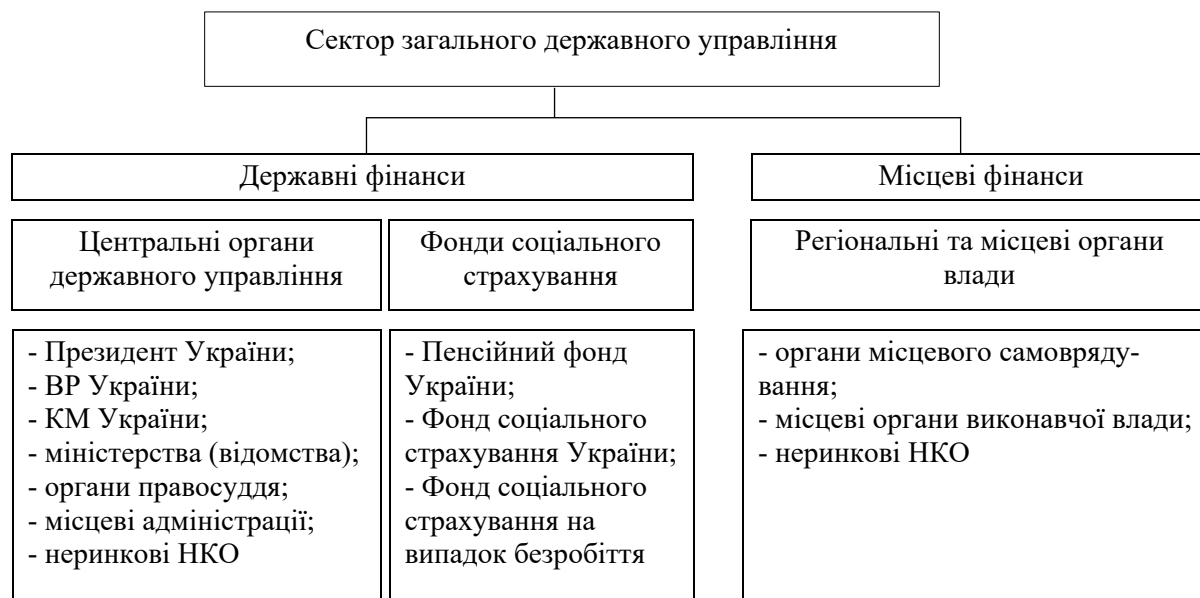 Сектор загального державного управління
Державні фінанси
Місцеві фінанси
Центральні органи
державного управління
Фонди соціального
страхування
Регіональні та місцеві органи
влади
- Президент України;
- ВР України;
- КМ України;
- міністерства (відомства);
- органи правосуддя;
- місцеві адміністрації;
- неринкові НКО
- Пенсійний фонд
України;
- Фонд соціального
страхування України;
- Фонд соціального
страхування на
випадок безробіття
- органи місцевого самовряду-
вання;
- місцеві органи виконавчої влади;
- неринкові НКО